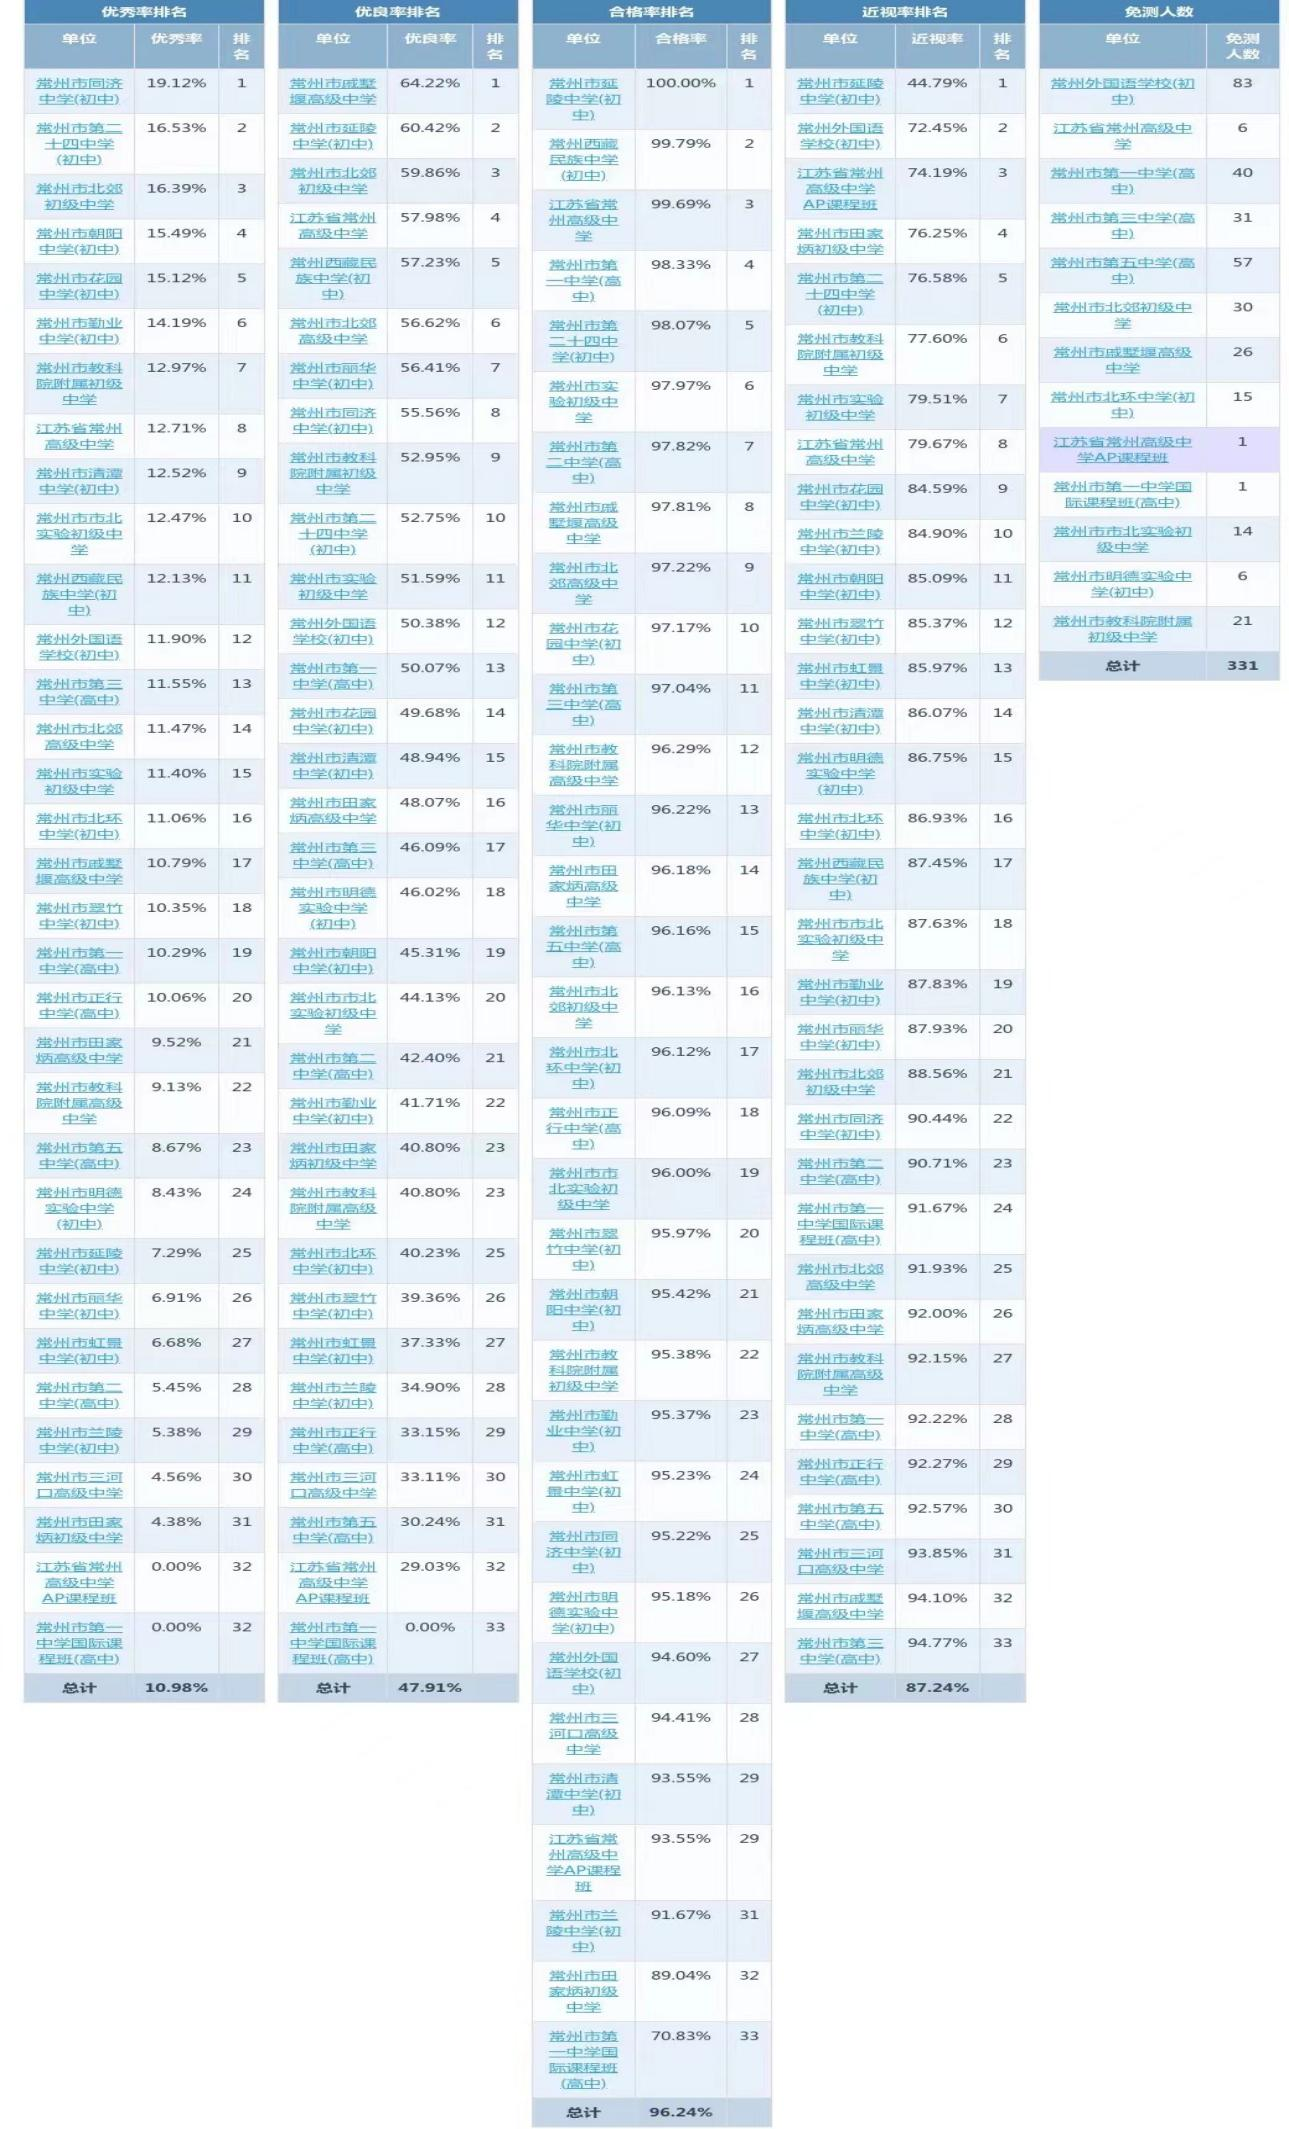 优秀率排名
单位 优秀率 排名
常州市同济中学(初中) 19.12% 1
常州市第二十四中学(初中) 16.53% 2
常州市北郊初级中学 16.39% 3
常州市朝阳中学(初中) 15.49% 4
常州市花园中学(初中) 15.12% 5
常州市勤业中学(初中) 14.19% 6
常州市教科院附属初级中学 12.97% 7
江苏省常州高级中学 12.71% 8
常州市清潭中学(初中) 12.52% 9
常州市市北实验初级中学 12.47% 10
常州西藏民族中学(初中) 12.13% 11
常州外国语学校(初中) 11.90% 12
常州市第三中学(高中) 11.55% 13
常州市北郊高级中学 11.47% 14
常州市实验初级中学 11.40% 15
常州市北环中学(初中) 11.06% 16
常州市戚墅堰高级中学 10.79% 17
常州市翠竹中学(初中) 10.35% 18
常州市第一中学(高中) 10.29% 19
常州市正行中学(高中) 10.06% 20
常州市田家炳高级中学 9.52% 21
常州市教科院附属高级中学 9.13% 22
常州市第五中学(高中) 8.67% 23
常州市明德实验中学(初中) 8.43% 24
常州市延陵中学(初中) 7.29% 25
常州市丽华中学(初中) 6.91% 26
常州市虹景中学(初中) 6.68% 27
常州市第二中学(高中) 5.45% 28
常州市兰陵中学(初中) 5.38% 29
常州市三河口高级中学 4.56% 30
常州市田家炳初级中学 4.38% 31
江苏省常州高级中学AP课程班 0.00% 32
常州市第一中学国际课程班(高中) 0.00% 32
总计 10.98%
优良率排名
单位 优良率 排名
常州市戚墅堰高级中学 64.22% 1
常州市延陵中学(初中) 60.42% 2
常州市北郊初级中学 59.86% 3
江苏省常州高级中学 57.98% 4
常州西藏民族中学(初中) 57.23% 5
常州市北郊高级中学 56.62% 6
常州市丽华中学(初中) 56.41% 7
常州市同济中学(初中) 55.56% 8
常州市教科院附属初级中学 52.95% 9
常州市第二十四中学(初中) 52.75% 10
常州市实验初级中学 51.59% 11
常州外国语学校(初中) 50.38% 12
常州市第一中学(高中) 50.07% 13
常州市花园中学(初中) 49.68% 14
常州市清潭中学(初中) 48.94% 15
常州市田家炳高级中学 48.07% 16
常州市第三中学(高中) 46.09% 17
常州市明德实验中学(初中) 46.02% 18
常州市朝阳中学(初中) 45.31% 19
常州市市北实验初级中学 44.13% 20
常州市第二中学(高中) 42.40% 21
常州市勤业中学(初中) 41.71% 22
常州市田家炳初级中学 40.80% 23
常州市教科院附属高级中学 40.80% 23
常州市北环中学(初中) 40.23% 25
常州市翠竹中学(初中) 39.36% 26
常州市虹景中学(初中) 37.33% 27
常州市兰陵中学(初中) 34.90% 28
常州市正行中学(高中) 33.15% 29
常州市三河口高级中学 33.11% 30
常州市第五中学(高中) 30.24% 31
江苏省常州高级中学AP课程班 29.03% 32
常州市第一中学国际课程班(高中) 0.00% 33
总计 47.91%
合格率排名
单位 合格率 排名
常州市延陵中学(初中) 100.00% 1
常州西藏民族中学(初中) 99.79% 2
江苏省常州高级中学 99.69% 3
常州市第一中学(高中) 98.33% 4
常州市第二十四中学(初中) 98.07% 5
常州市实验初级中学 97.97% 6
常州市第二中学(高中) 97.82% 7
常州市戚墅堰高级中学 97.81% 8
常州市北郊高级中学 97.22% 9
常州市花园中学(初中) 97.17% 10
常州市第三中学(高中) 97.04% 11
常州市教科院附属高级中学 96.29% 12
常州市丽华中学(初中) 96.22% 13
常州市田家炳高级中学 96.18% 14
常州市第五中学(高中) 96.16% 15
常州市北郊初级中学 96.13% 16
常州市北环中学(初中) 96.12% 17
常州市正行中学(高中) 96.09% 18
常州市市北实验初级中学 96.00% 19
常州市翠竹中学(初中) 95.97% 20
常州市朝阳中学(初中) 95.42% 21
常州市教科院附属初级中学 95.38% 22
常州市勤业中学(初中) 95.37% 23
常州市虹景中学(初中) 95.23% 24
常州市同济中学(初中) 95.22% 25
常州市明德实验中学(初中) 95.18% 26
常州外国语学校(初中) 94.60% 27
常州市三河口高级中学 94.41% 28
常州市清潭中学(初中) 93.55% 29
江苏省常州高级中学AP课程班 93.55% 29
常州市兰陵中学(初中) 91.67% 31
常州市田家炳初级中学 89.04% 32
常州市第一中学国际课程班(高中) 70.83% 33
总计 96.24%
近视率排名
单位 近视率 排名
常州市延陵中学(初中) 44.79% 1
常州外国语学校(初中) 72.45% 2
江苏省常州高级中学AP课程班 74.19% 3
常州市田家炳初级中学 76.25% 4
常州市第二十四中学(初中) 76.58% 5
常州市教科院附属初级中学 77.60% 6
常州市实验初级中学 79.51% 7
江苏省常州高级中学 79.67% 8
常州市花园中学(初中) 84.59% 9
常州市兰陵中学(初中) 84.90% 10
常州市朝阳中学(初中) 85.09% 11
常州市翠竹中学(初中) 85.37% 12
常州市虹景中学(初中) 85.97% 13
常州市清潭中学(初中) 86.07% 14
常州市明德实验中学(初中) 86.75% 15
常州市北环中学(初中) 86.93% 16
常州西藏民族中学(初中) 87.45% 17
常州市市北实验初级中学 87.63% 18
常州市勤业中学(初中) 87.83% 19
常州市丽华中学(初中) 87.93% 20
常州市北郊初级中学 88.56% 21
常州市同济中学(初中) 90.44% 22
常州市第二中学(高中) 90.71% 23
常州市第一中学国际课程班(高中) 91.67% 24
常州市北郊高级中学 91.93% 25
常州市田家炳高级中学 92.00% 26
常州市教科院附属高级中学 92.15% 27
常州市第一中学(高中) 92.22% 28
常州市正行中学(高中) 92.27% 29
常州市第五中学(高中) 92.57% 30
常州市三河口高级中学 93.85% 31
常州市戚墅堰高级中学 94.10% 32
常州市第三中学(高中) 94.77% 33
总计 87.24%
免测人数
单位 免测人数
常州外国语学校(初中) 83
江苏省常州高级中学 6
常州市第一中学(高中) 40
常州市第三中学(高中) 31
常州市第五中学(高中) 57
常州市北郊初级中学 30
常州市戚墅堰高级中学 26
常州市北环中学(初中) 15
江苏省常州高级中学AP课程班 1
常州市第一中学国际课程班(高中) 1
常州市市北实验初级中学 14
常州市明德实验中学(初中) 6
常州市教科院附属初级中学 21
总计 331